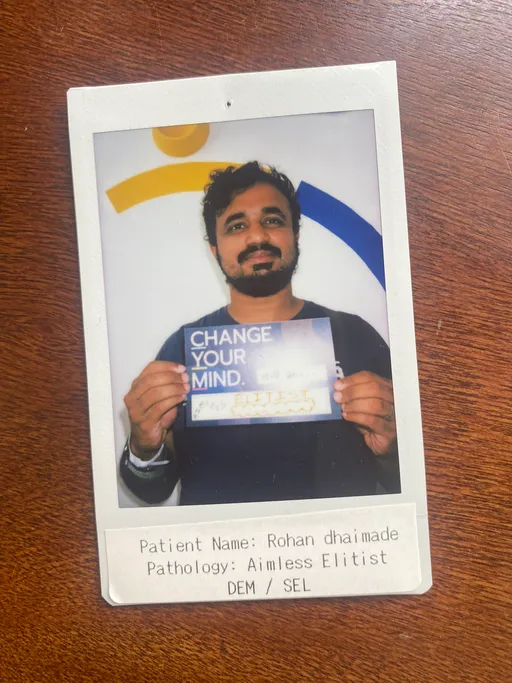 CHANGE
YOUR
MIND.
Patient Name: Rohan dhaimade
Pathology: Aimless Elitist
DEM / SEL